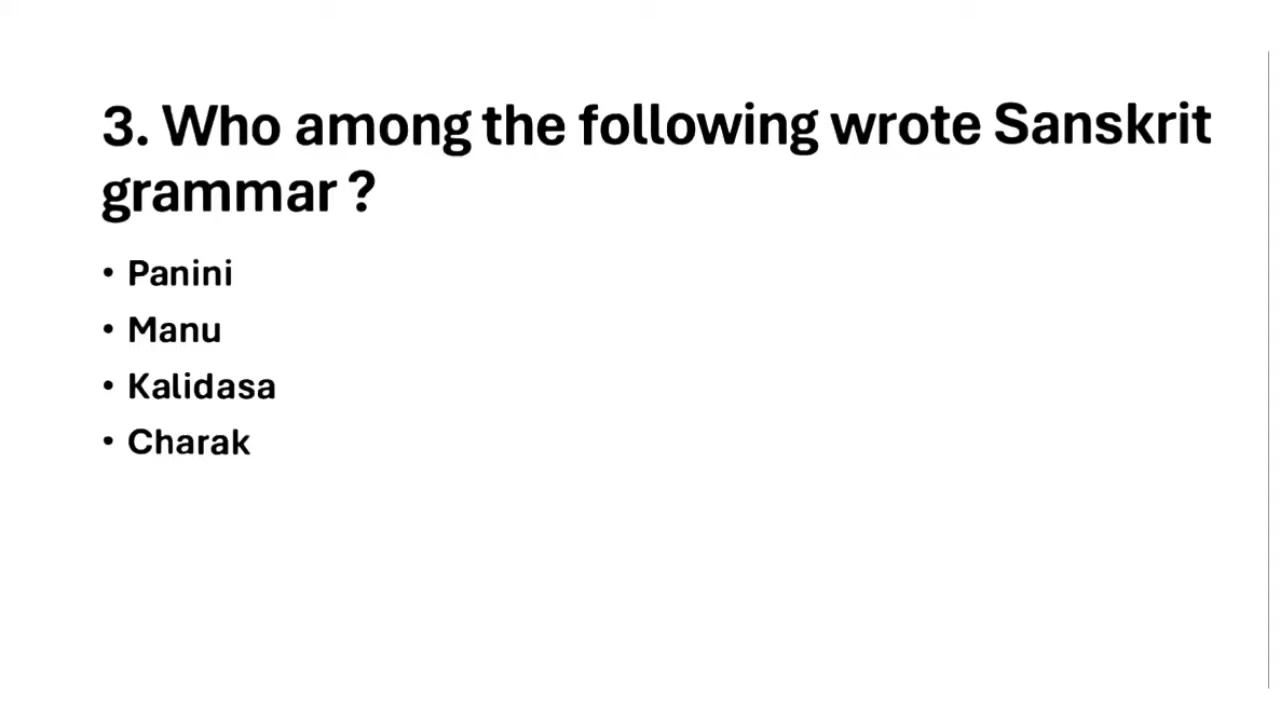 3. Who among the following wrote Sanskrit
grammar ?
• Panini
• Manu
• Kalidasa
• Charak